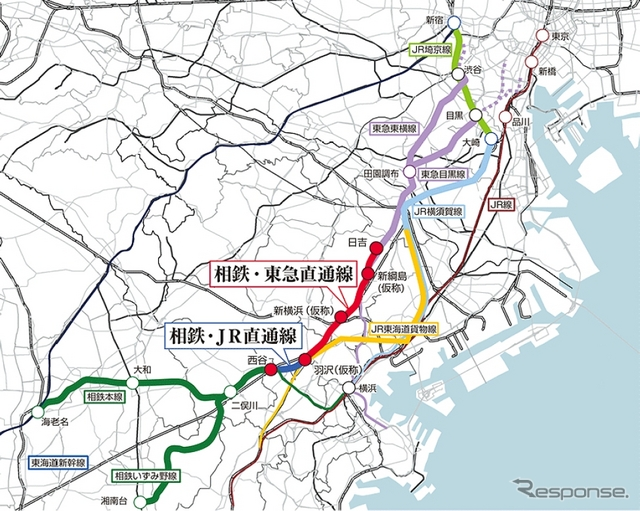 新宿
東京
JR埼京線
渋谷
新橋
目黒
品川
東急東横線
大崎
田園調布
東急目黒線
JR線
JR横須賀線
日吉
相鉄・東急直通線
新綱島
(仮称)
新横浜(仮称)
相鉄・JR直通線
JR東海道貨物線
西谷
羽沢(仮称)
大和
横浜
相鉄本線
二俣川
海老名
東海道新幹線
相鉄いずみ野線
湘南台
Response.